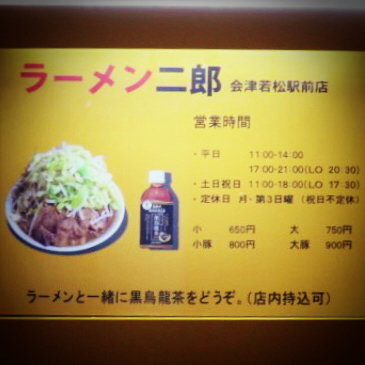 ラーメン二郎 会津若松駅前店
営業時間
・平日 11:00-14:00
17:00-21:00(LO 20:30)
・土日祝日 11:00-18:00(LO 17:30)
・定休日 月・第3日曜 (祝日不定休)
小 650円 大 750円
小豚 800円 大豚 900円
ラーメンと一緒に黒烏龍茶をどうぞ。(店内持込可)